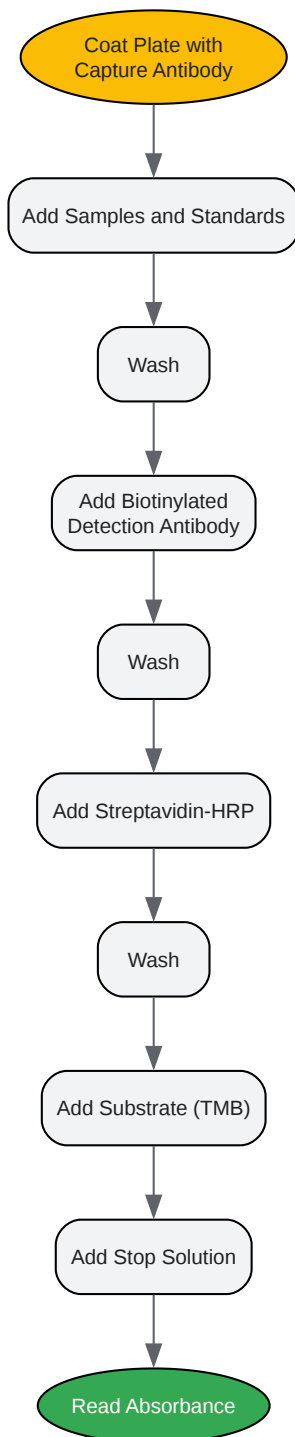 Coat Plate with
Capture Antibody
Add Samples and Standards
Wash
Add Biotinylated
Detection Antibody
Wash
Add Streptavidin-HRP
Wash
Add Substrate (TMB)
Add Stop Solution
Read Absorbance